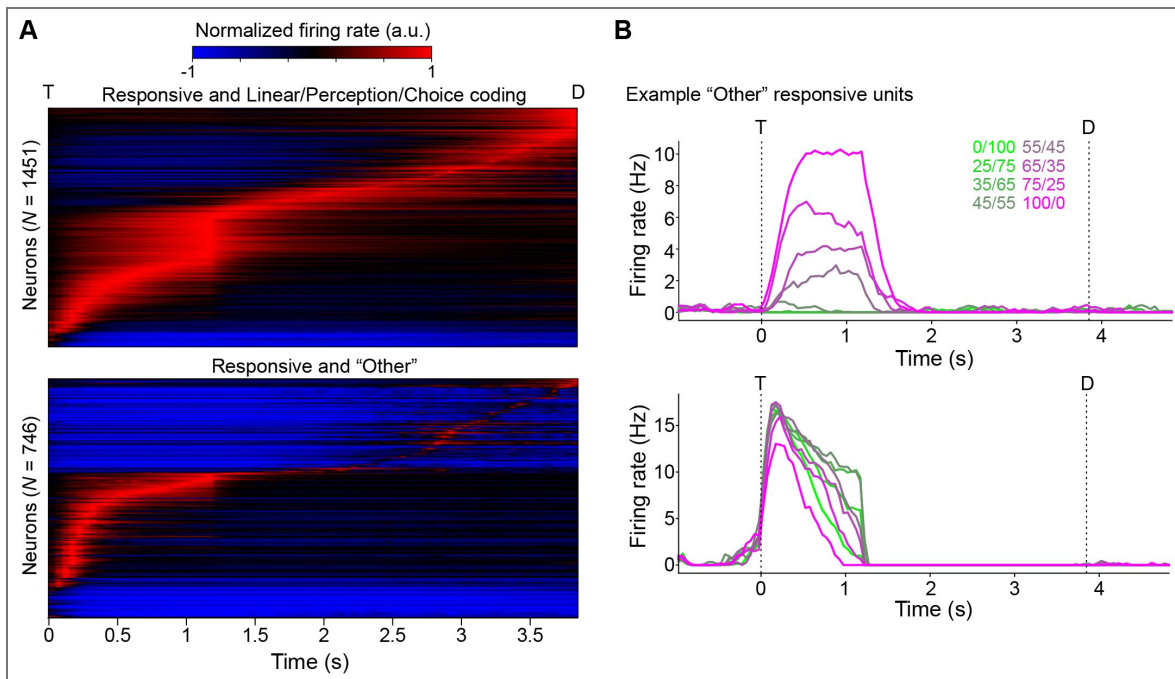 A
Normalized firing rate (a.u.)
-1 1
T Responsive and Linear/Perception/Choice coding D
Neurons (N = 1451)
Responsive and “Other”
Neurons (N = 746)
0 0.5 1 1.5 2 2.5 3 3.5
Time (s)
B
Example “Other” responsive units
T D
0/100 55/45
25/75 65/35
35/65 75/25
45/55 100/0
Firing rate (Hz)
10
8
6
4
2
0
0 1 2 3 4
Time (s)
T D
Firing rate (Hz)
15
10
5
0
0 1 2 3 4
Time (s)